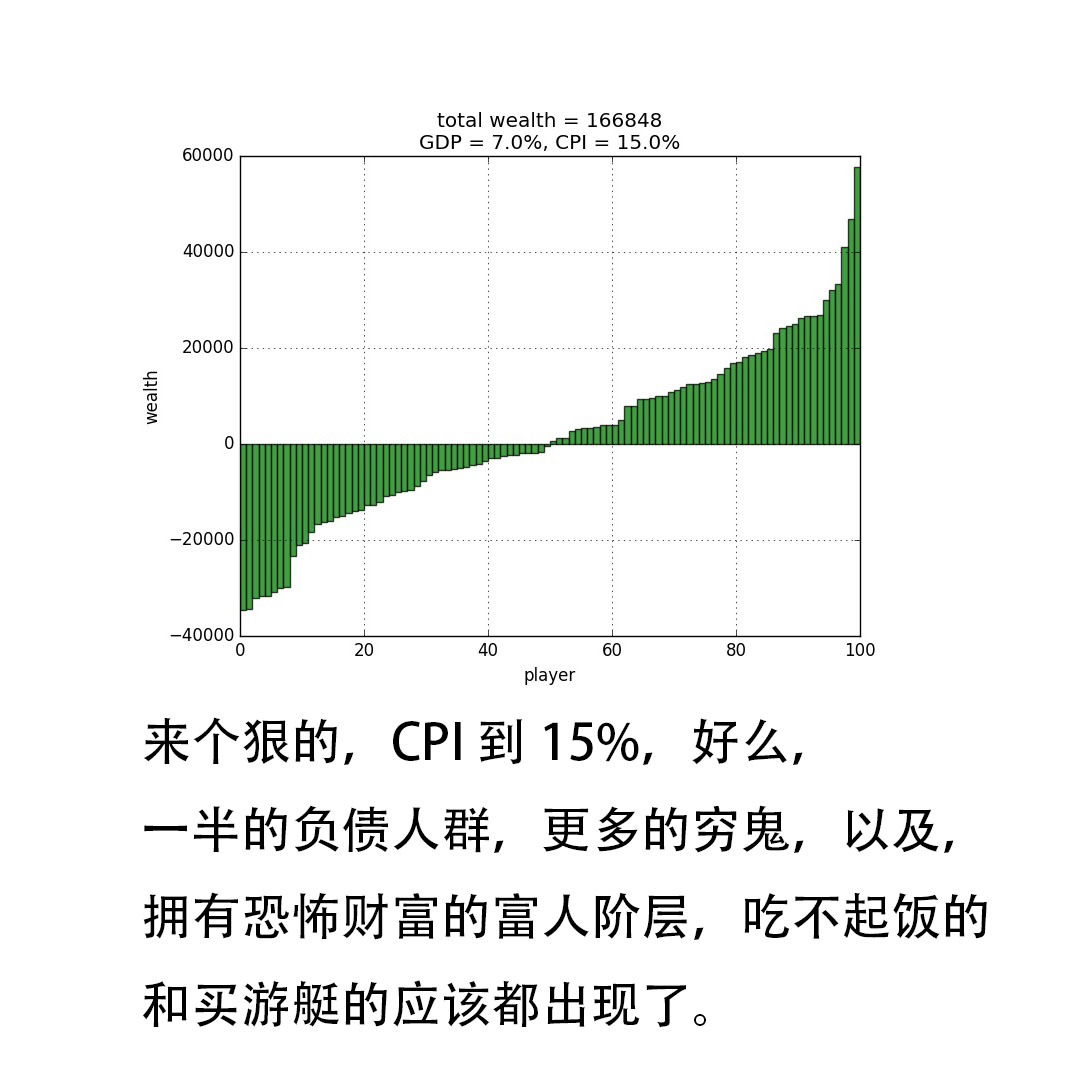 total wealth = 166848
GDP = 7.0%, CPI = 15.0%
60000
40000
20000
0
−20000
−40000
wealth
0 20 40 60 80 100
player
来个狠的，CPI 到 15%，好么，
一半的负债人群，更多的穷鬼，以及，
拥有恐怖财富的富人阶层，吃不起饭的
和买游艇的应该都出现了。